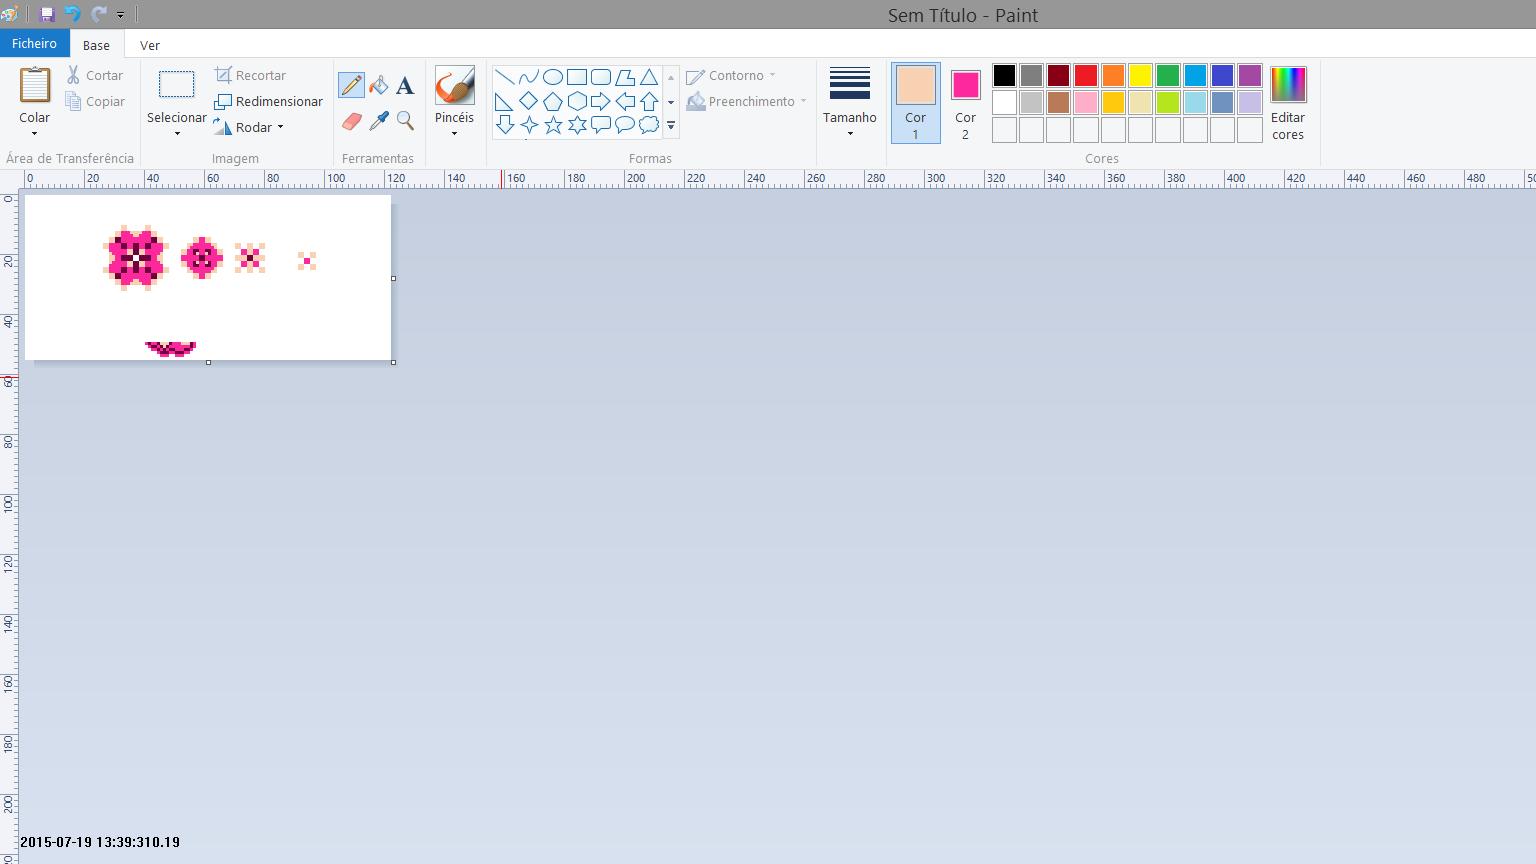 Sem Título - Paint
Ficheiro Base Ver
Colar
Cortar
Copiar
Área de Transferência
Selecionar
Recortar
Redimensionar
Rodar
Imagem
A
Ferramentas
Pincéis
Contorno
Preenchimento
Formas
Tamanho
Cor 1
Cor 2
Editar cores
Cores
0 20 40 60 80 100 120 140 160 180 200 220 240 260 280 300 320 340 360 380 400 420 440 460 480 50
0
20
40
60
80
100
120
140
160
180
200
2015-07-19 13:39:310.19